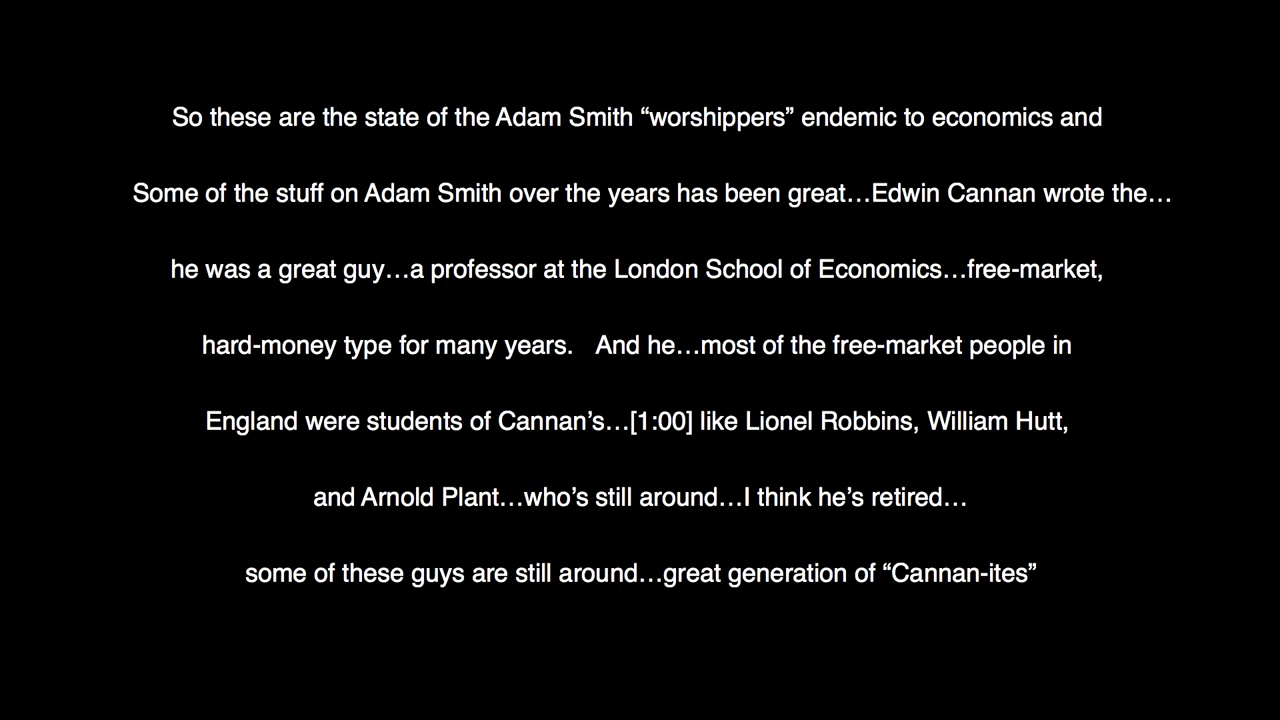 So these are the state of the Adam Smith “worshippers” endemic to economics and
Some of the stuff on Adam Smith over the years has been great…Edwin Cannan wrote the…
he was a great guy…a professor at the London School of Economics…free-market,
hard-money type for many years.   And he…most of the free-market people in
England were students of Cannan’s…[1:00] like Lionel Robbins, William Hutt,
and Arnold Plant…who’s still around…I think he’s retired…
some of these guys are still around…great generation of “Cannan-ites”